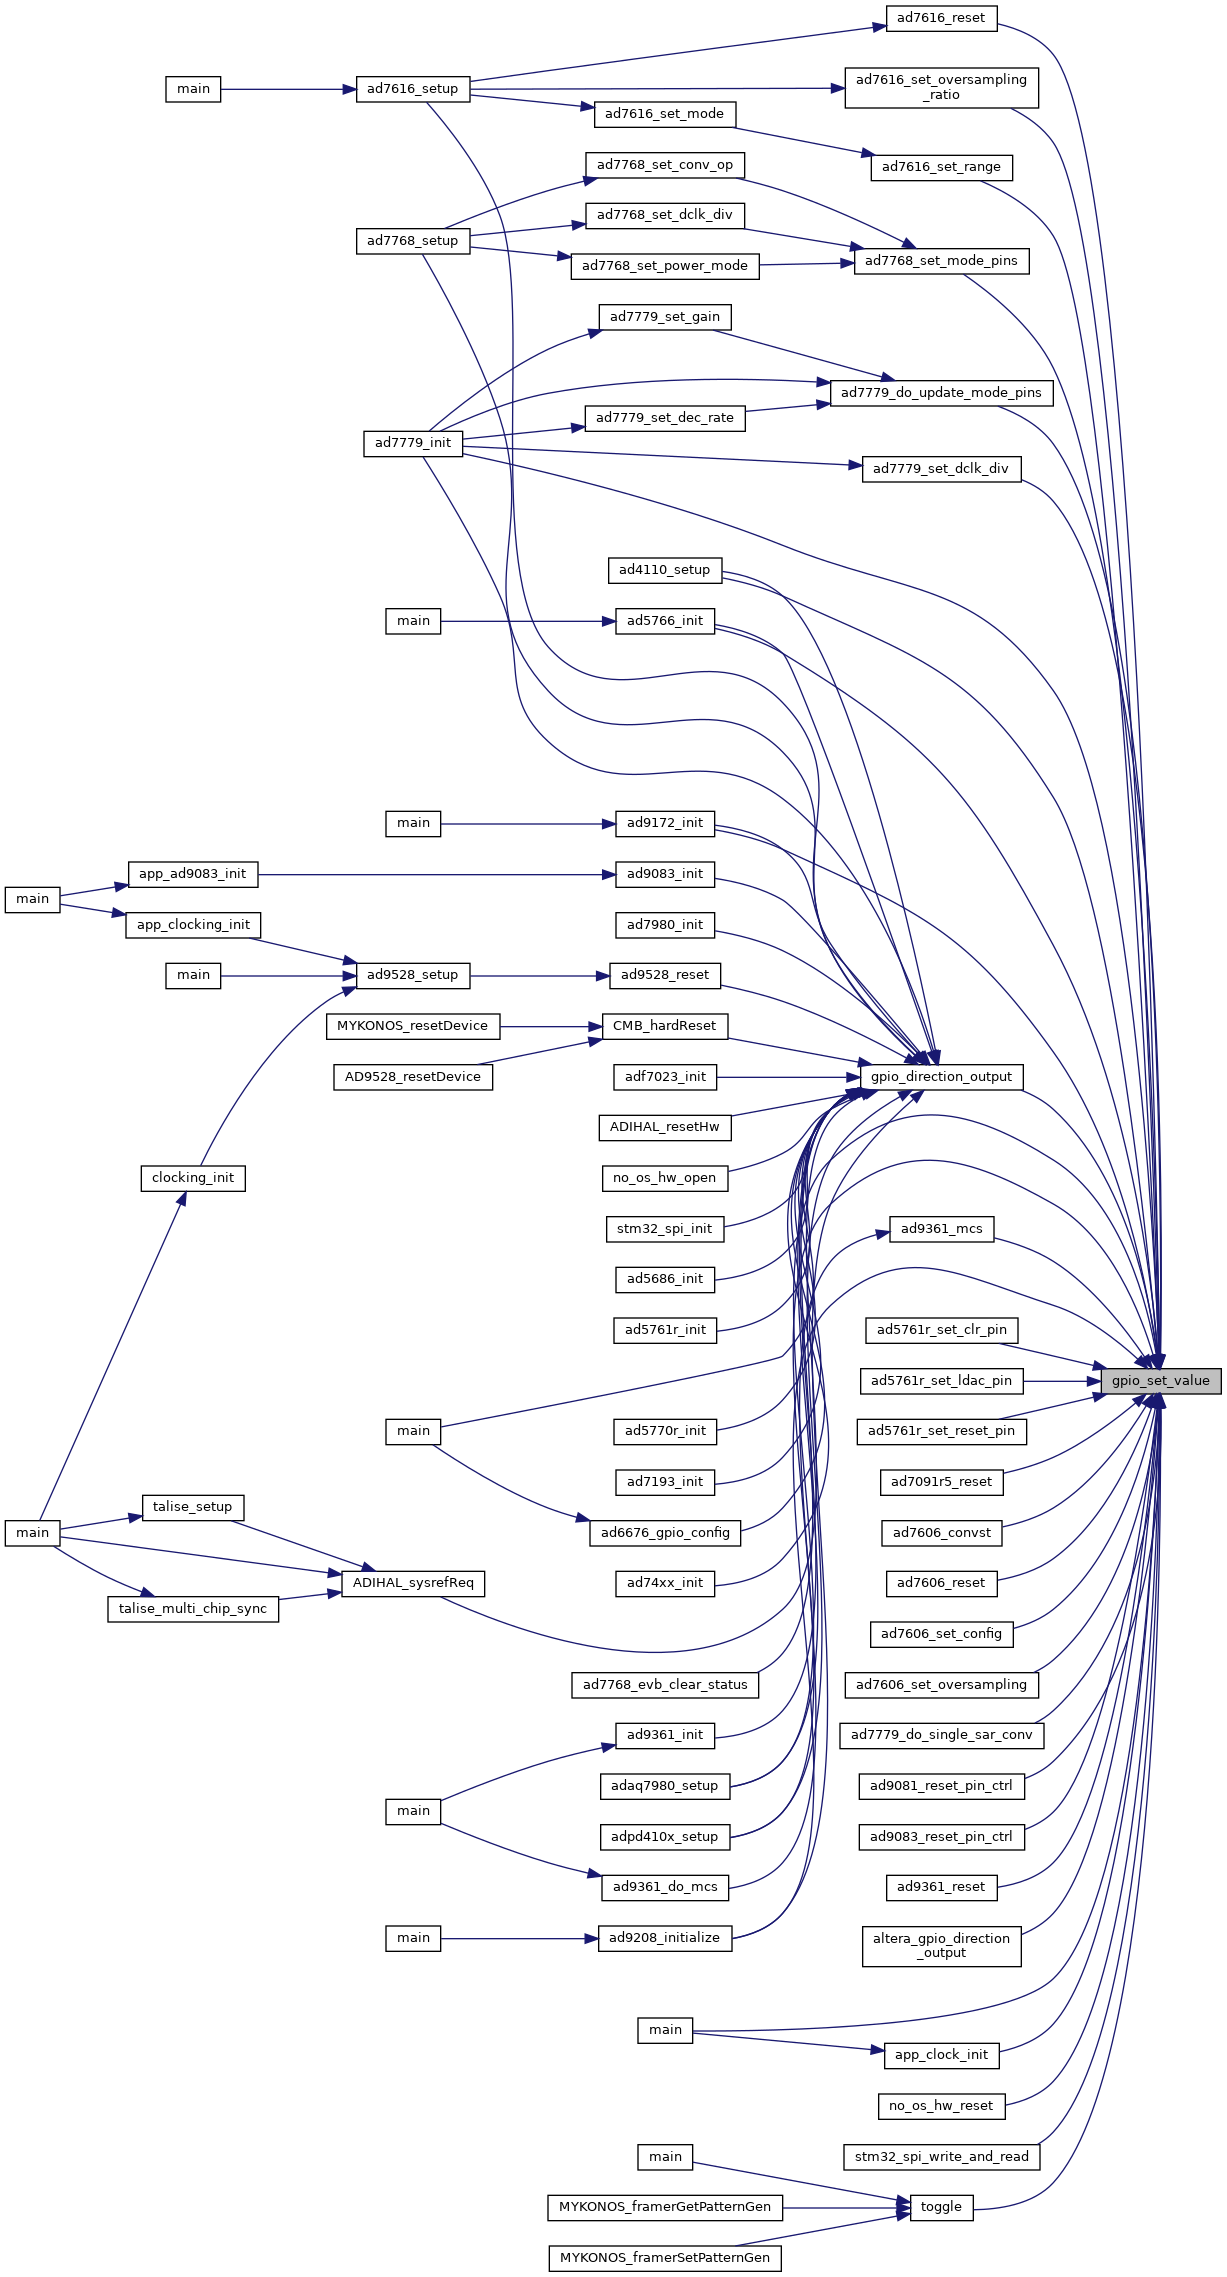 ad7616_reset
ad7616_set_oversampling
_ratio
main
ad7616_setup
ad7616_set_mode
ad7768_set_conv_op
ad7616_set_range
ad7768_set_dclk_div
ad7768_setup
ad7768_set_power_mode
ad7768_set_mode_pins
ad7779_set_gain
ad7779_do_update_mode_pins
ad7779_set_dec_rate
ad7779_init
ad7779_set_dclk_div
ad4110_setup
main
ad5766_init
main
ad9172_init
app_ad9083_init
ad9083_init
main
app_clocking_init
ad7980_init
main
ad9528_setup
ad9528_reset
MYKONOS_resetDevice
CMB_hardReset
AD9528_resetDevice
adf7023_init
gpio_direction_output
ADIHAL_resetHw
clocking_init
no_os_hw_open
stm32_spi_init
ad9361_mcs
ad5686_init
ad5761r_init
ad5761r_set_clr_pin
ad5761r_set_ldac_pin
gpio_set_value
main
ad5770r_init
ad5761r_set_reset_pin
ad7193_init
ad7091r5_reset
talise_setup
main
ad6676_gpio_config
ad7606_convst
ADIHAL_sysrefReq
ad74xx_init
ad7606_reset
talise_multi_chip_sync
ad7606_set_config
ad7768_evb_clear_status
ad7606_set_oversampling
ad9361_init
ad7779_do_single_sar_conv
adaq7980_setup
ad9081_reset_pin_ctrl
main
adpd410x_setup
ad9083_reset_pin_ctrl
ad9361_do_mcs
ad9361_reset
main
ad9208_initialize
altera_gpio_direction
_output
main
app_clock_init
no_os_hw_reset
main
stm32_spi_write_and_read
MYKONOS_framerGetPatternGen
toggle
MYKONOS_framerSetPatternGen